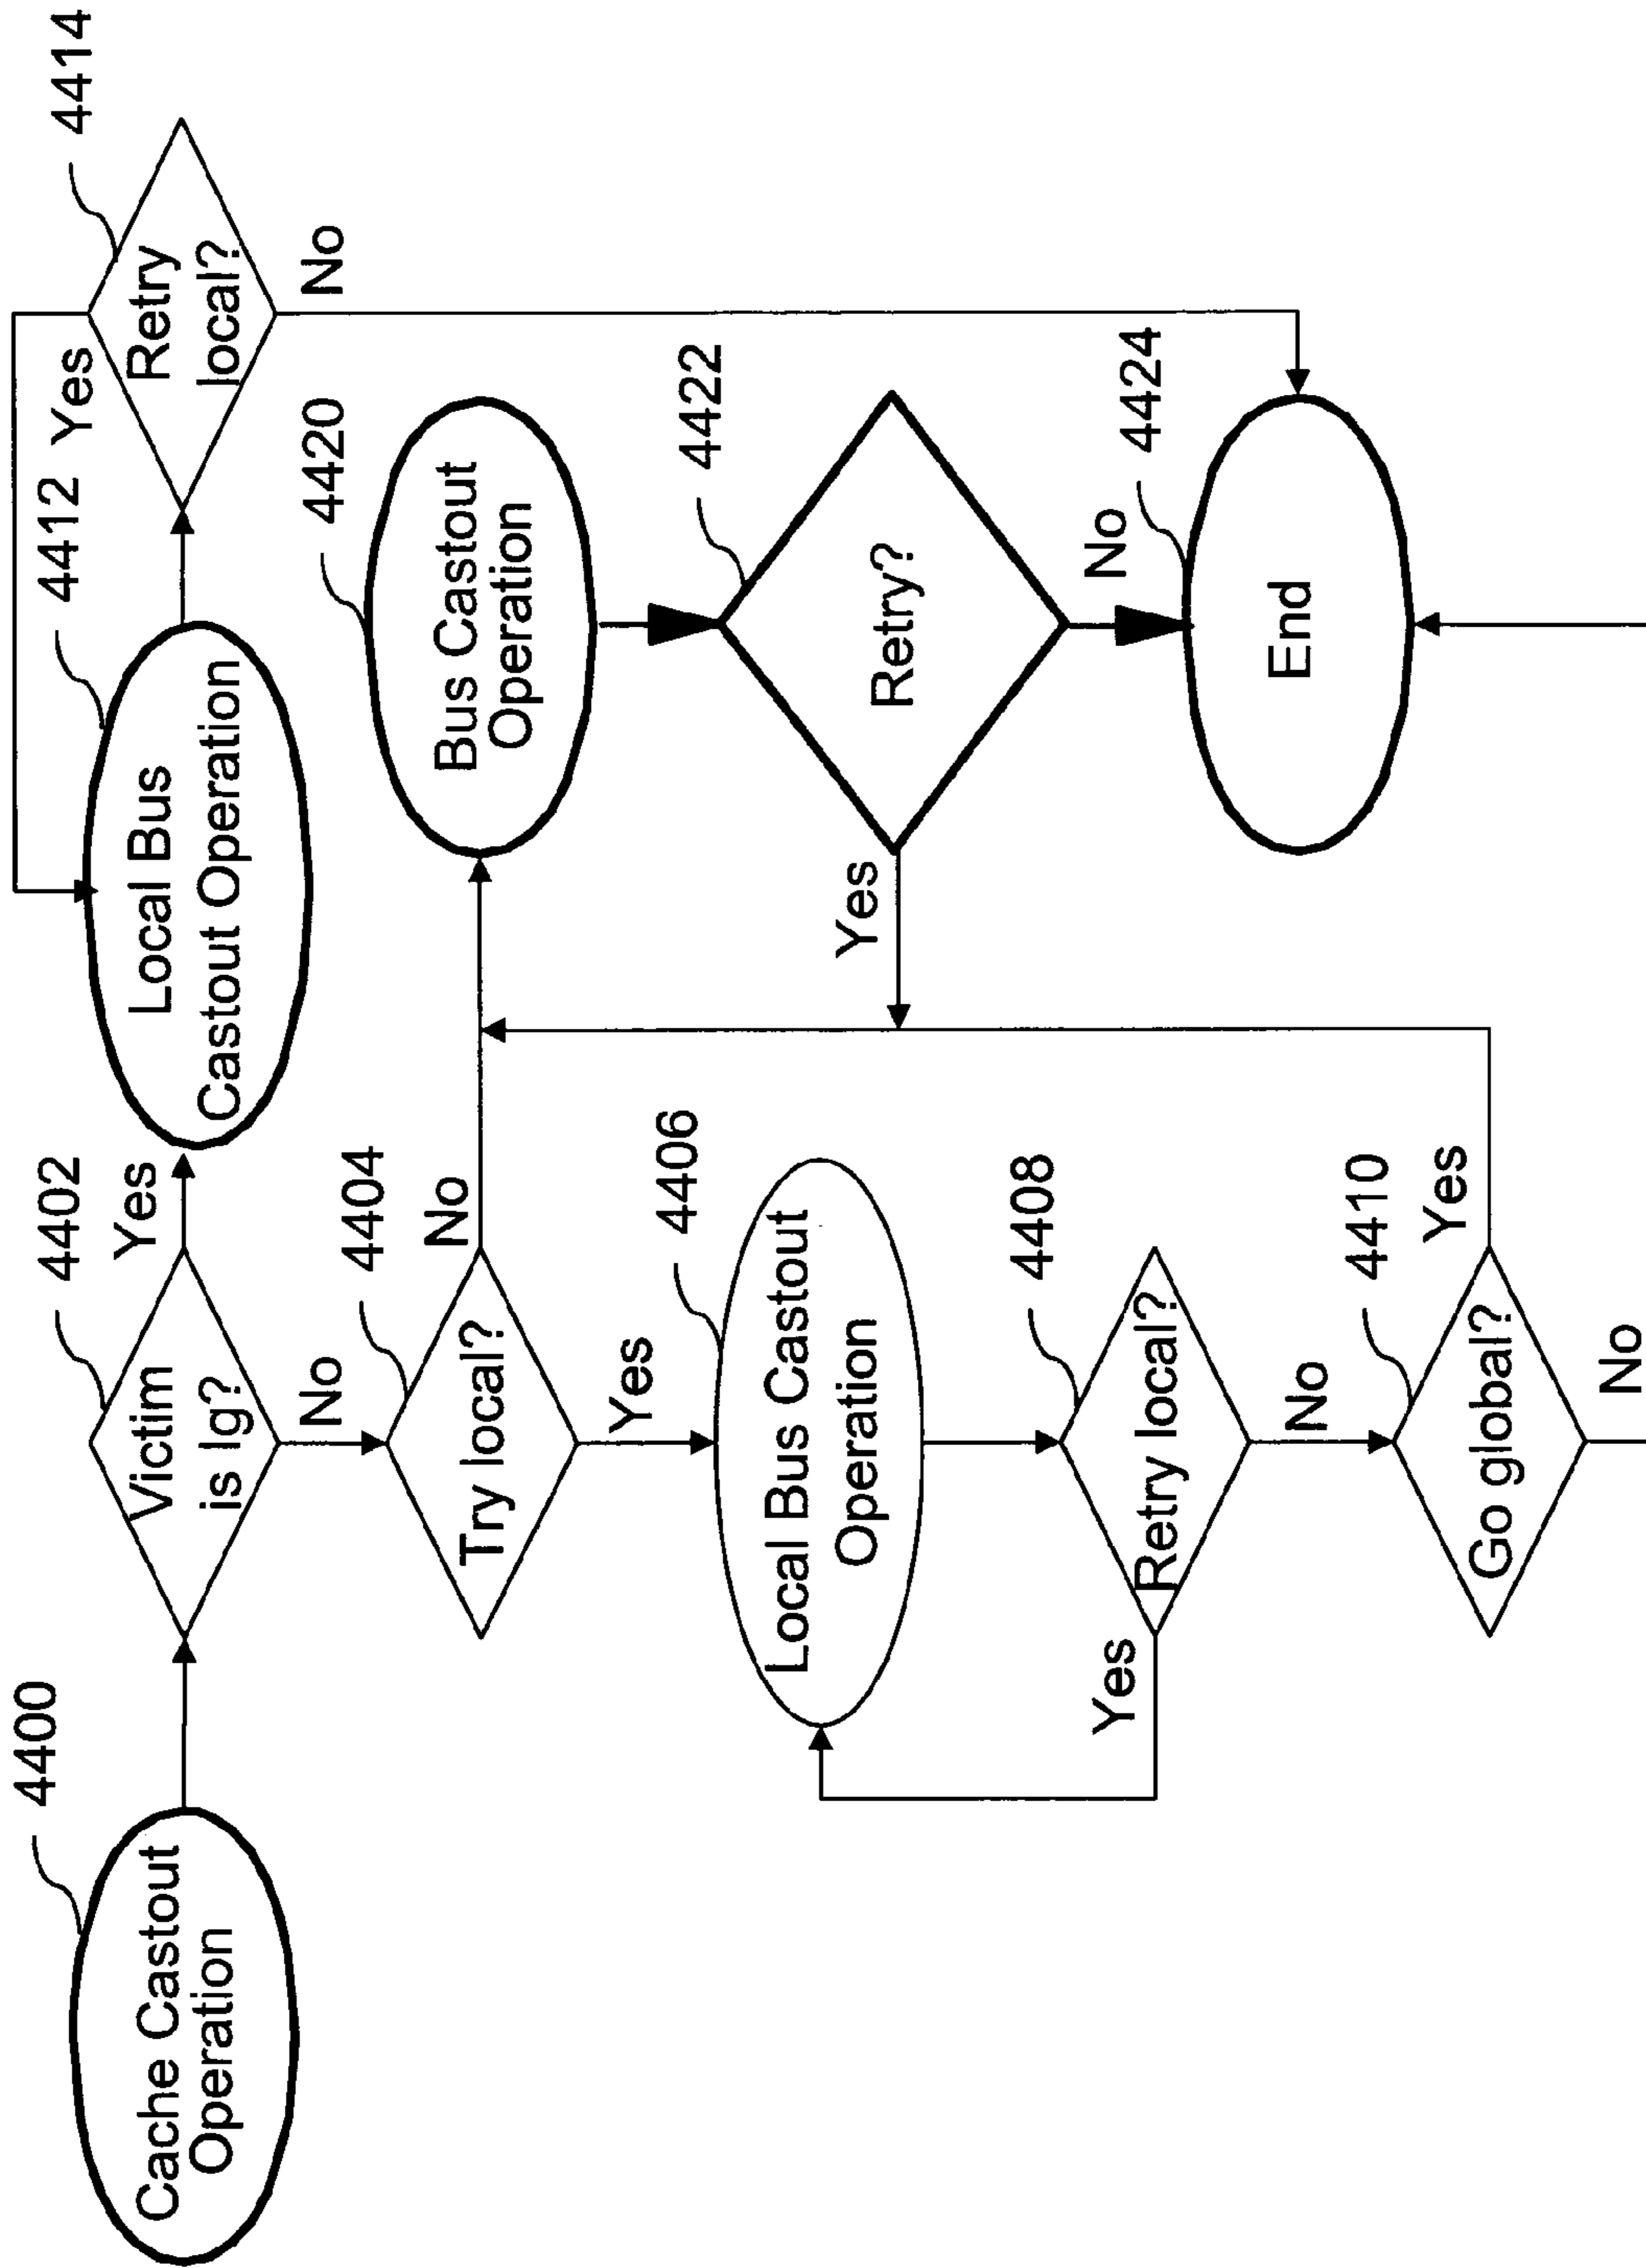 4400
Cache Castout
Operation
4402
Victim
is Ig?
Yes
No
4412
Local Bus
Castout Operation
4414
Retry
local?
Yes
No
4404
Try local?
No
Yes
4420
Bus Castout
Operation
4406
Local Bus Castout
Operation
4422
Retry?
Yes
No
4408
Retry local?
Yes
No
4424
End
4410
Go global?
Yes
No